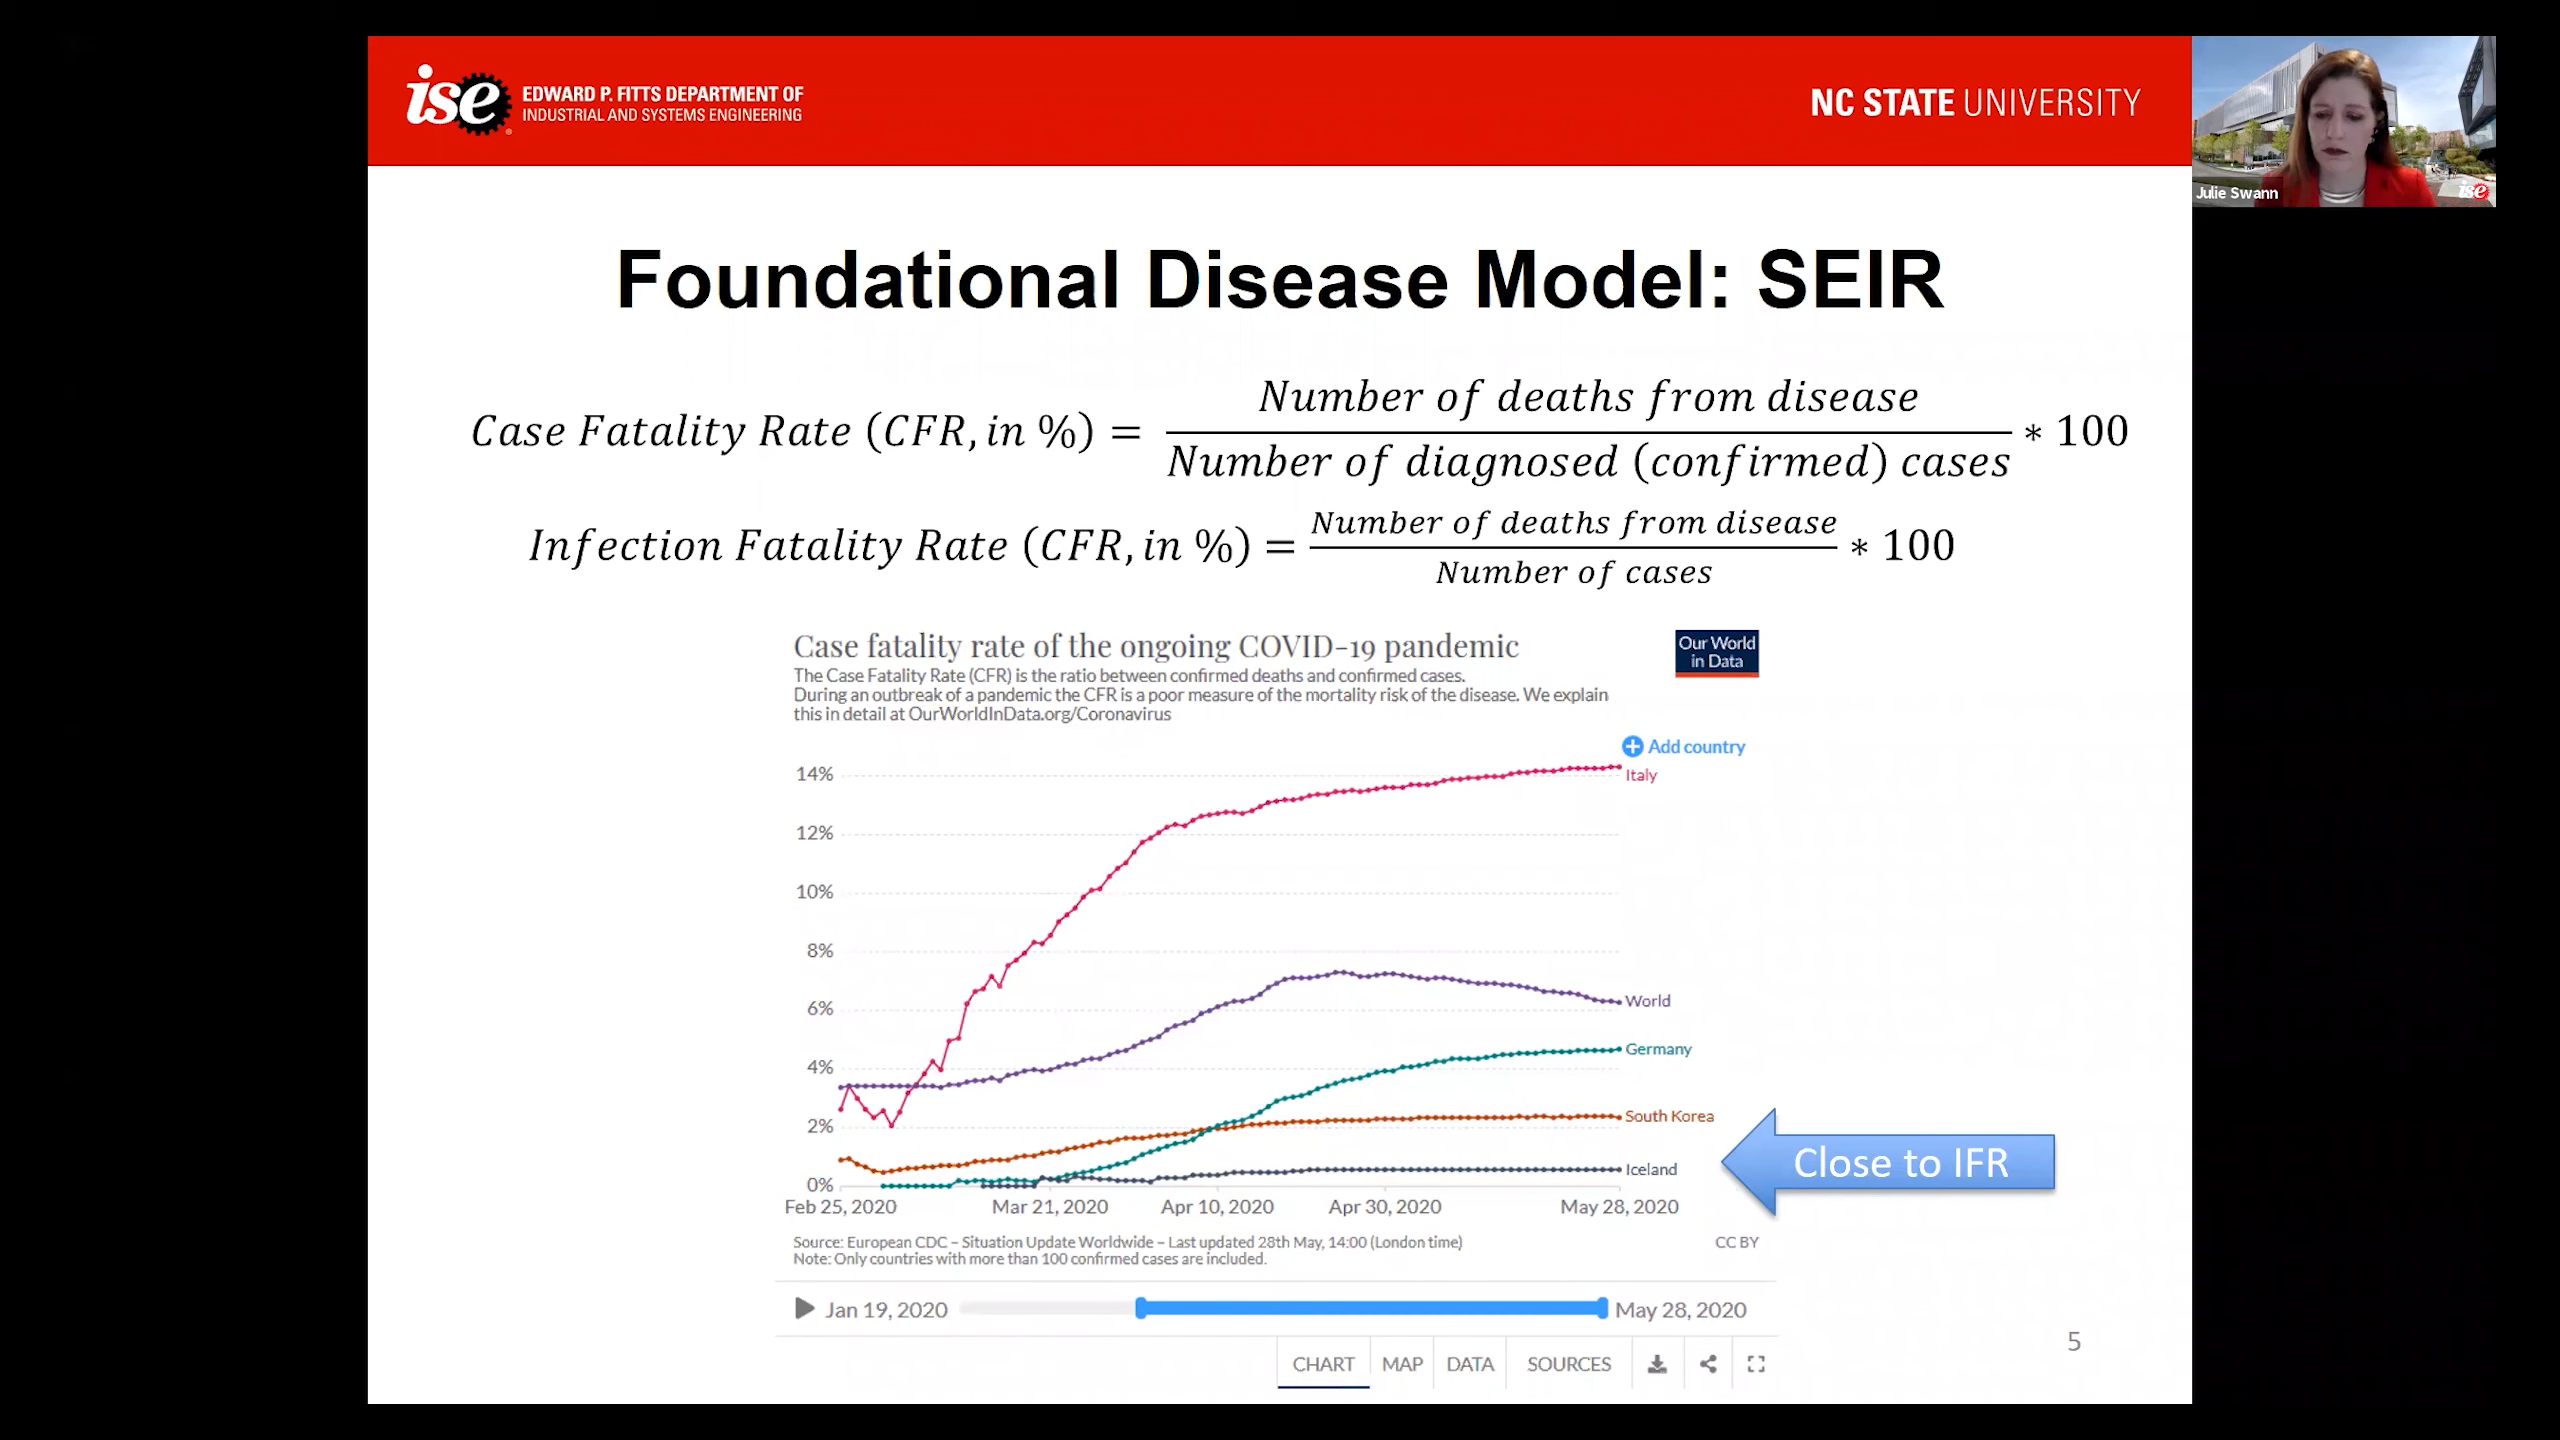 ise EDWARD P. FITTS DEPARTMENT OF
INDUSTRIAL AND SYSTEMS ENGINEERING
NC STATE UNIVERSITY
Julie Swann
ise
Foundational Disease Model: SEIR
Case Fatality Rate (CFR, in %) = Number of deaths from disease / Number of diagnosed (confirmed) cases * 100
Infection Fatality Rate (CFR, in %) = Number of deaths from disease / Number of cases * 100
Case fatality rate of the ongoing COVID-19 pandemic
Our World
in Data
The Case Fatality Rate (CFR) is the ratio between confirmed deaths and confirmed cases.
During an outbreak of a pandemic the CFR is a poor measure of the mortality risk of the disease. We explain
this in detail at OurWorldInData.org/Coronavirus
Add country
14%
Italy
12%
10%
8%
6%
World
4%
Germany
2%
South Korea
Close to IFR
Iceland
0%
Feb 25, 2020 Mar 21, 2020 Apr 10, 2020 Apr 30, 2020 May 28, 2020
Source: European CDC – Situation Update Worldwide – Last updated 28th May, 14:00 (London time)
CC BY
Note: Only countries with more than 100 confirmed cases are included.
Jan 19, 2020 May 28, 2020
CHART MAP DATA SOURCES
5